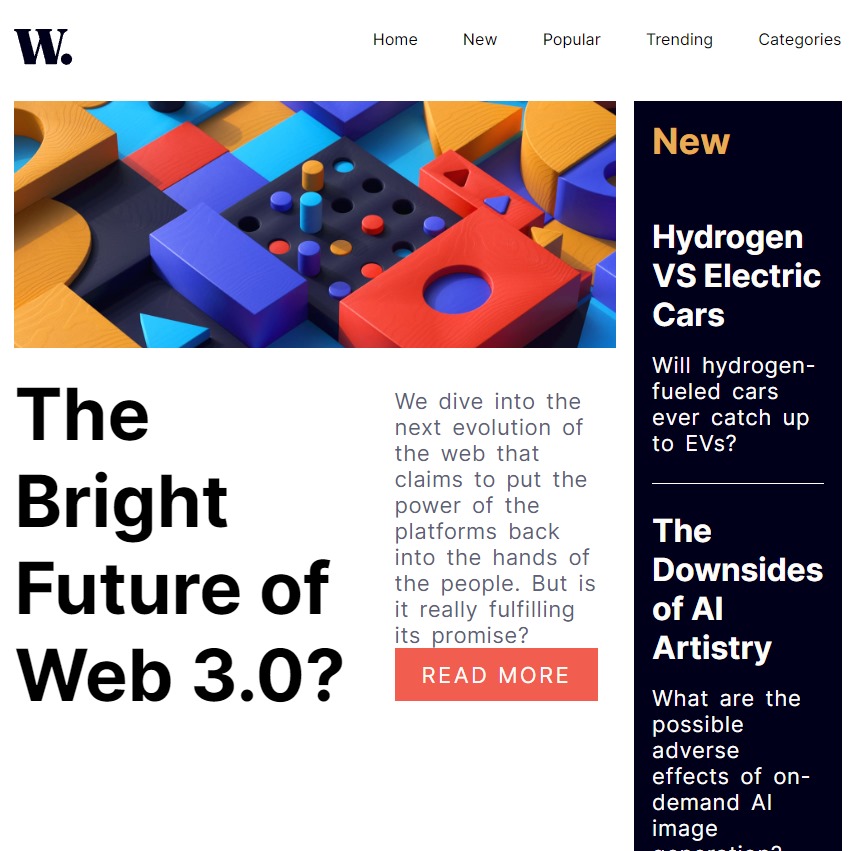 W.
Home New Popular Trending Categories
The
Bright
Future of
Web 3.0?
We dive into the
next evolution of
the web that
claims to put the
power of the
platforms back
into the hands of
the people. But is
it really fulfilling
its promise?
READ MORE
New
Hydrogen
VS Electric
Cars
Will hydrogen-
fueled cars
ever catch up
to EVs?
The
Downsides
of AI
Artistry
What are the
possible
adverse
effects of on-
demand AI
image
generation?